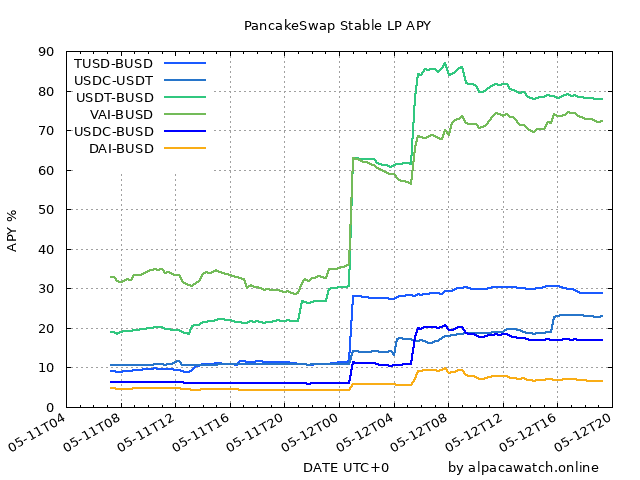 PancakeSwap Stable LP APY
TUSD-BUSD
USDC-USDT
USDT-BUSD
VAI-BUSD
USDC-BUSD
DAI-BUSD
APY %
90
80
70
60
50
40
30
20
10
0
05-11T04
05-11T08
05-11T12
05-11T16
05-11T20
05-12T00
05-12T04
05-12T08
05-12T12
05-12T16
05-12T20
DATE UTC+0
by alpacawatch.online